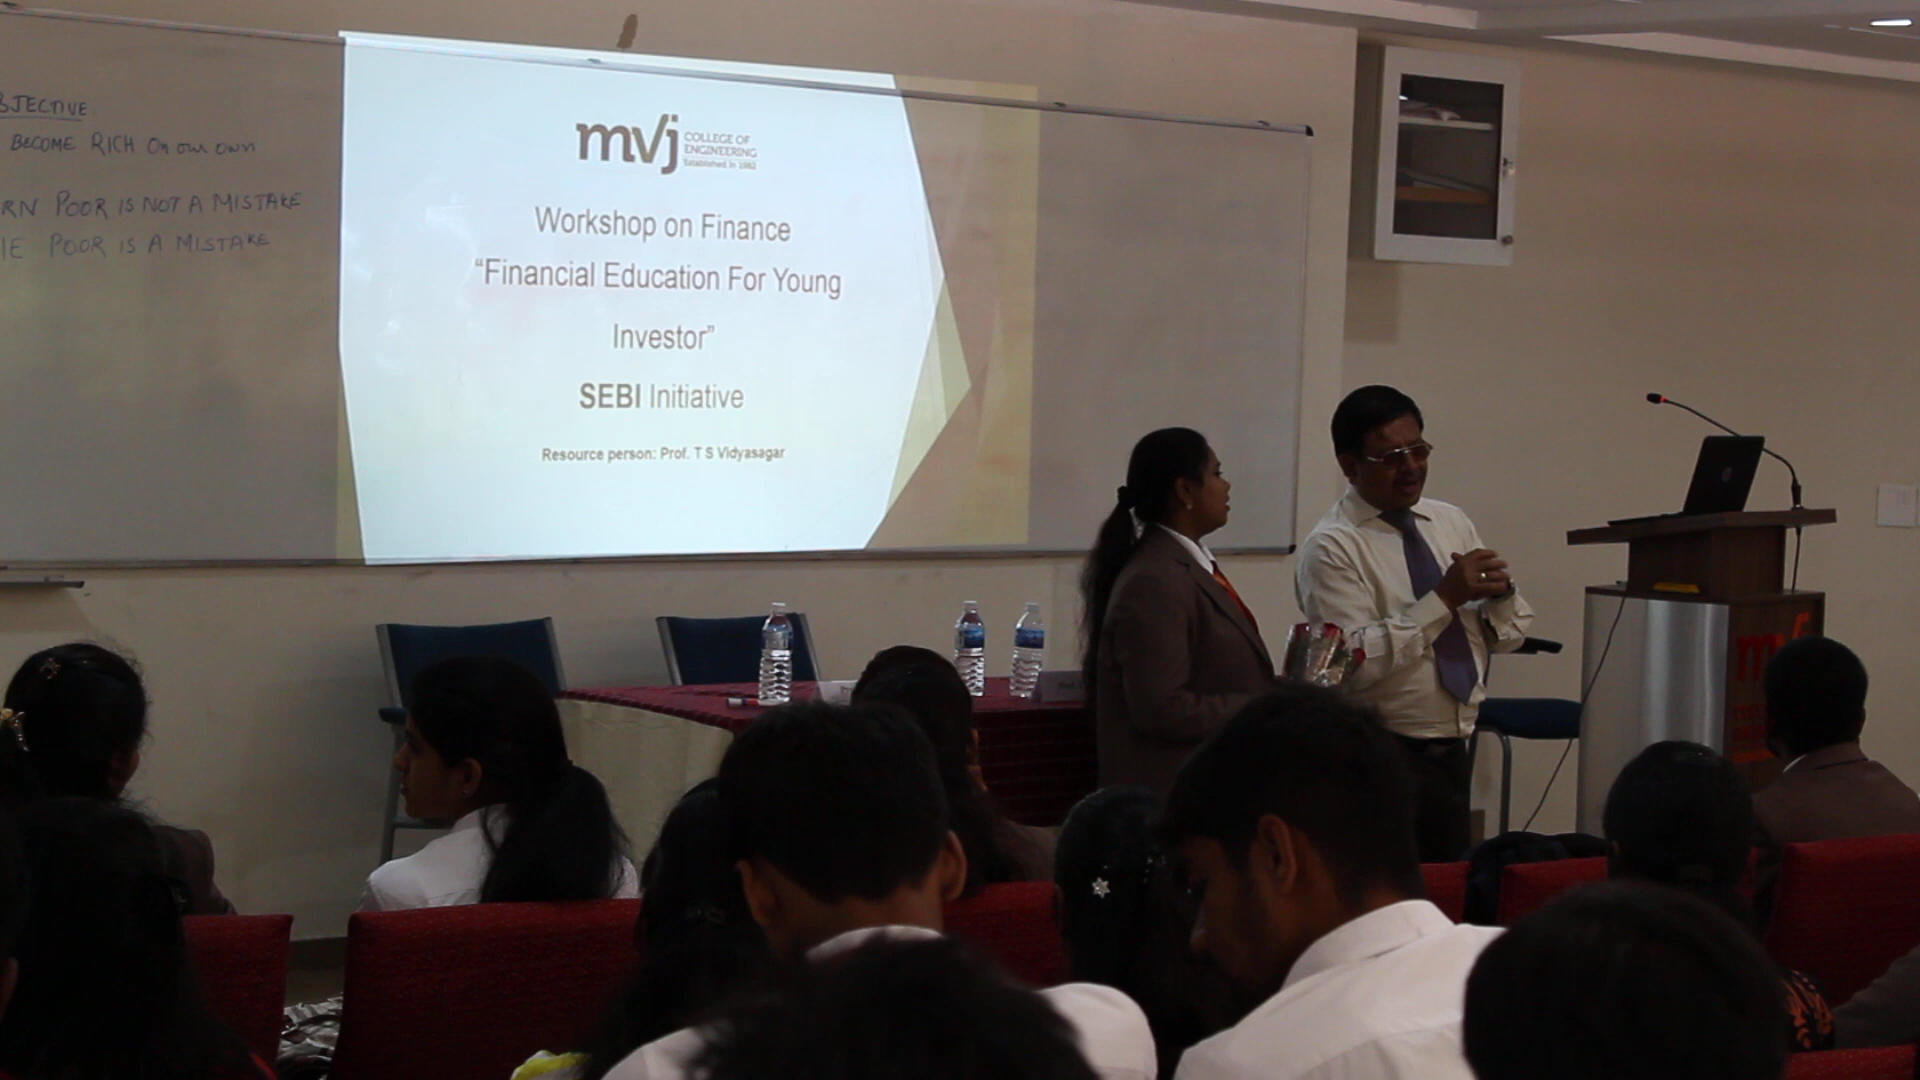 BJECTIVE
BECOME RICH On our own
RN POOR IS NOT A MISTAKE
IE POOR IS A MISTAKE
mvj COLLEGE OF
ENGINEERING
Established in 1982
Workshop on Finance
“Financial Education For Young
Investor”
SEBI Initiative
Resource person: Prof. T S Vidyasagar